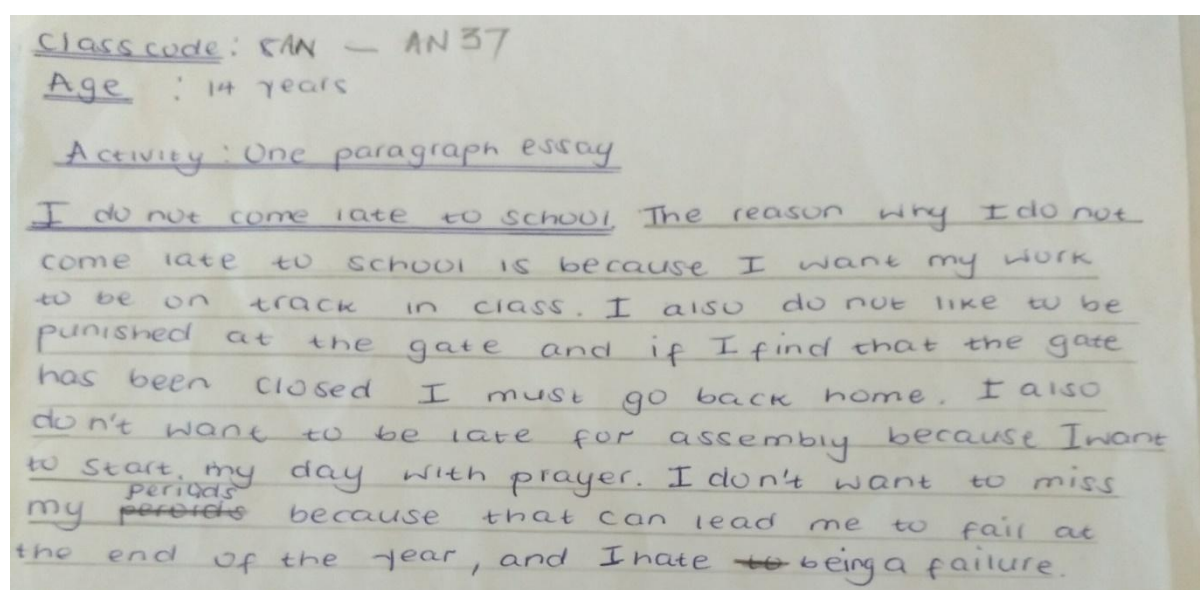 Class code: SAN - AN 37
Age : 14 years
Activity: One paragraph essay
I do not come late to school. The reason why I do not
come late to school is because I want my work
to be on track in class. I also do not like to be
punished at the gate and if I find that the gate
has been closed I must go back home. I also
don't want to be late for assembly because I want
to start my day with prayer. I don't want to miss
periods
my peroids because that can lead me to fail at
the end of the year, and I hate to being a failure.